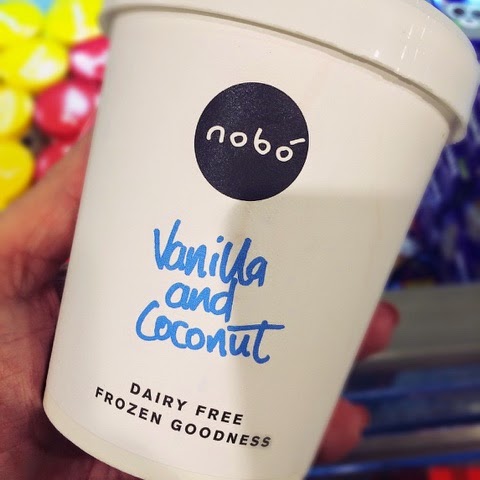 nobó
Vanilla
and
Coconut
DAIRY FREE
FROZEN GOODNESS